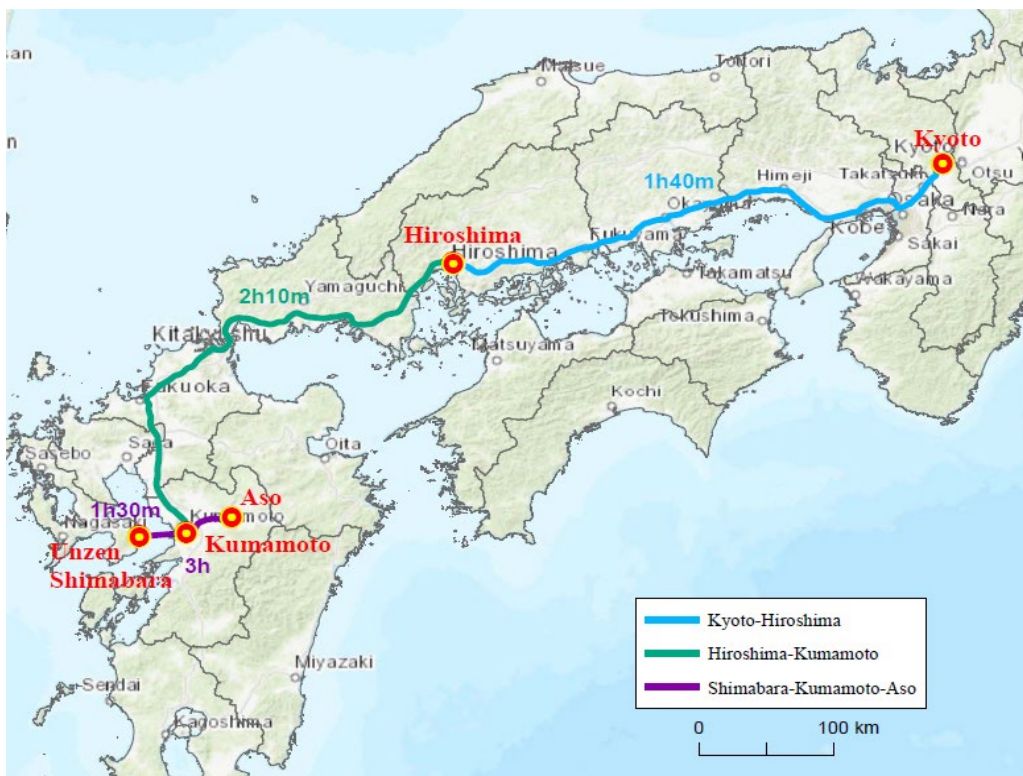 san
n
Matsue
Tottori
Kyoto
Kyoto
Otsu
Takatsuki
Himeji
1h40m
Okayama
Osaka
Nara
Kobe
Sakai
Hiroshima
Hiroshima
Fukuyama
Takamatsu
Wakayama
Yamaguchi
2h10m
Tokushima
Kitakyushu
Matsuyama
Fukuoka
Kochi
Saga
Oita
Sasebo
Aso
1h30m
Kumamoto
Nagasaki
Kumamoto
Unzen
Shimabara
3h
Kyoto-Hiroshima
Hiroshima-Kumamoto
Shimabara-Kumamoto-Aso
Miyazaki
Sendai
Kagoshima
0 100 km